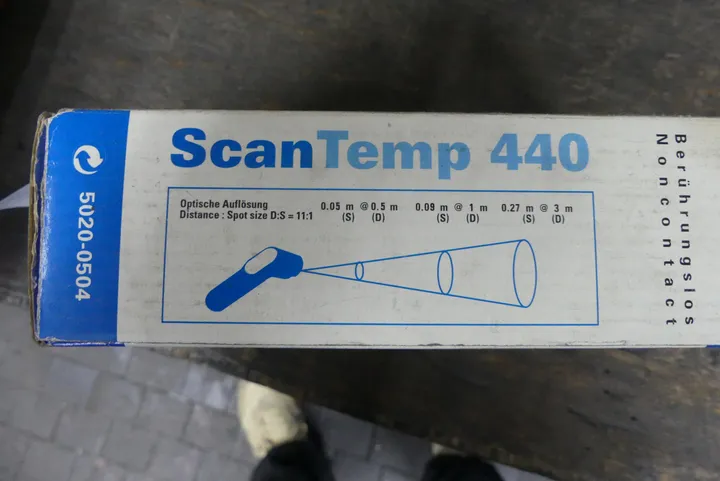 ScanTemp 440
Optische Auflösung 0.05 m @ 0.5 m 0.09 m @ 1 m 0.27 m @ 3 m
Distance : Spot size D:S = 11:1 (S) (D) (S) (D) (S) (D)
5020-0504
Berührungslos
Noncontact